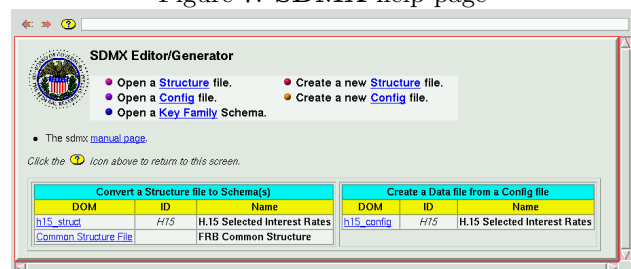 Figure 7: SDMX help page
SDMX Editor/Generator
Open a Structure file.
Create a new Structure file.
Open a Config file.
Create a new Config file.
Open a Key Family Schema.
The sdmx manual page.
Click the ? icon above to return to this screen.
Convert a Structure file to Schema(s)
DOM ID Name
h15_struct H15 H.15 Selected Interest Rates
Common Structure File FRB Common Structure
Create a Data file from a Config file
DOM ID Name
h15_config H15 H.15 Selected Interest Rates